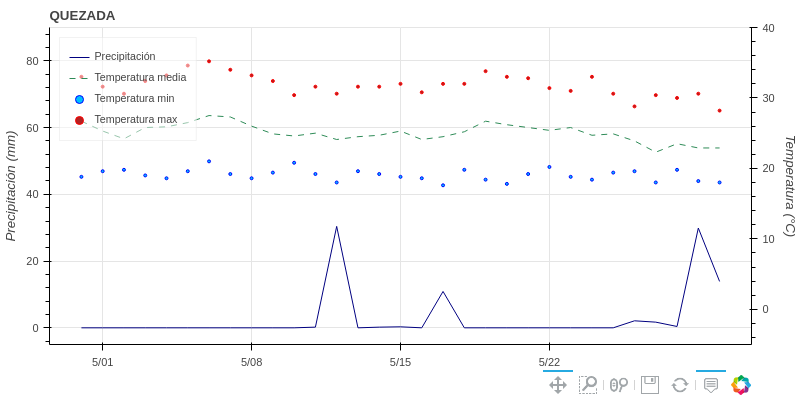 QUEZADA
Precipitación
Temperatura media
Temperatura min
Temperatura max
Precipitación (mm)
80
60
40
20
0
40
30
20
10
0
Temperatura (°C)
5/01
5/08
5/15
5/22